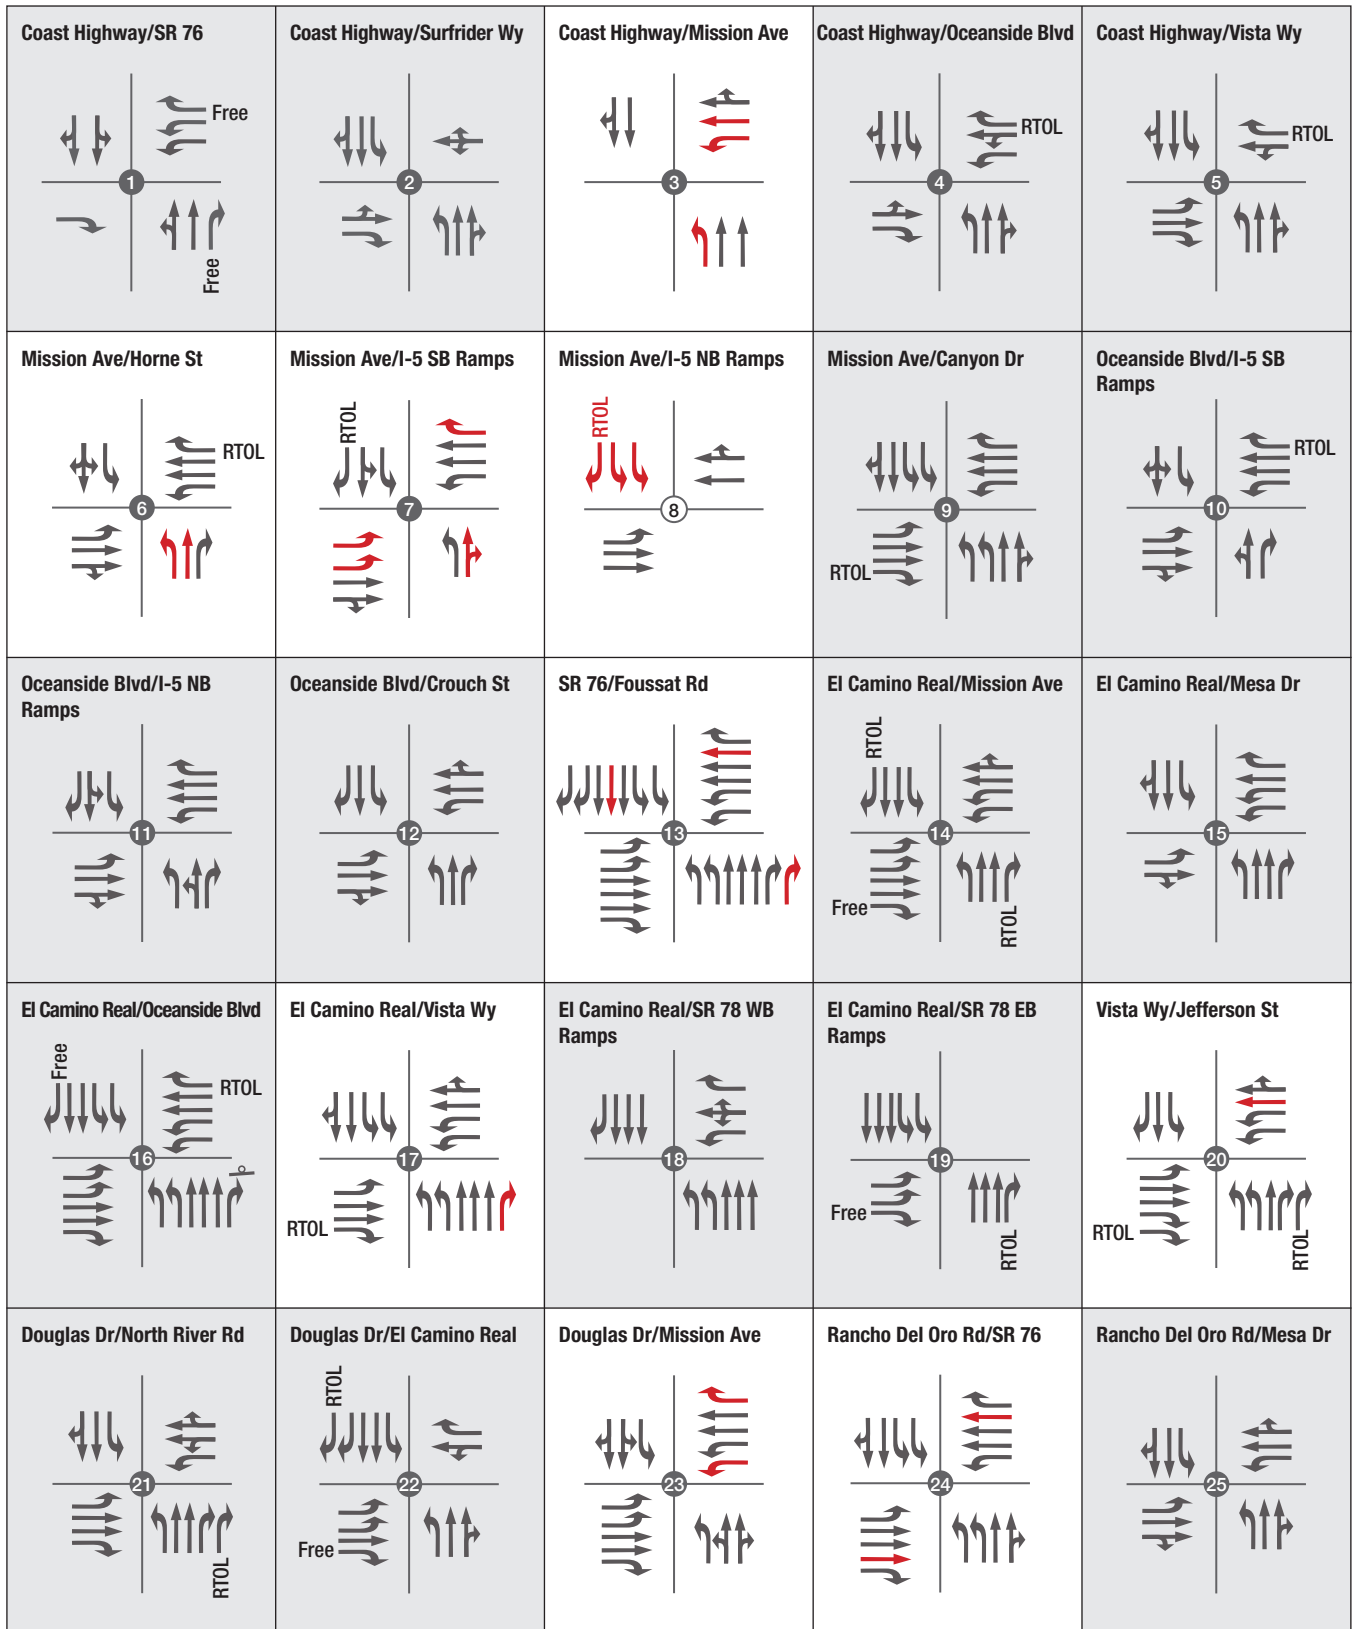 Coast Highway/SR 76
Free
1
Free
Coast Highway/Surfrider Wy
2
Coast Highway/Mission Ave
3
Coast Highway/Oceanside Blvd
RTOL
4
Coast Highway/Vista Wy
RTOL
5
Mission Ave/Horne St
RTOL
6
Mission Ave/I-5 SB Ramps
RTOL
7
Mission Ave/I-5 NB Ramps
RTOL
8
Mission Ave/Canyon Dr
9
RTOL
Oceanside Blvd/I-5 SB
Ramps
RTOL
10
Oceanside Blvd/I-5 NB
Ramps
11
Oceanside Blvd/Crouch St
12
SR 76/Foussat Rd
13
El Camino Real/Mission Ave
RTOL
14
Free
RTOL
El Camino Real/Mesa Dr
15
El Camino Real/Oceanside Blvd
Free
RTOL
16
El Camino Real/Vista Wy
17
RTOL
El Camino Real/SR 78 WB
Ramps
18
El Camino Real/SR 78 EB
Ramps
19
Free
RTOL
Vista Wy/Jefferson St
20
RTOL
RTOL
Douglas Dr/North River Rd
21
RTOL
Douglas Dr/El Camino Real
RTOL
22
Free
Douglas Dr/Mission Ave
23
Rancho Del Oro Rd/SR 76
24
Rancho Del Oro Rd/Mesa Dr
25